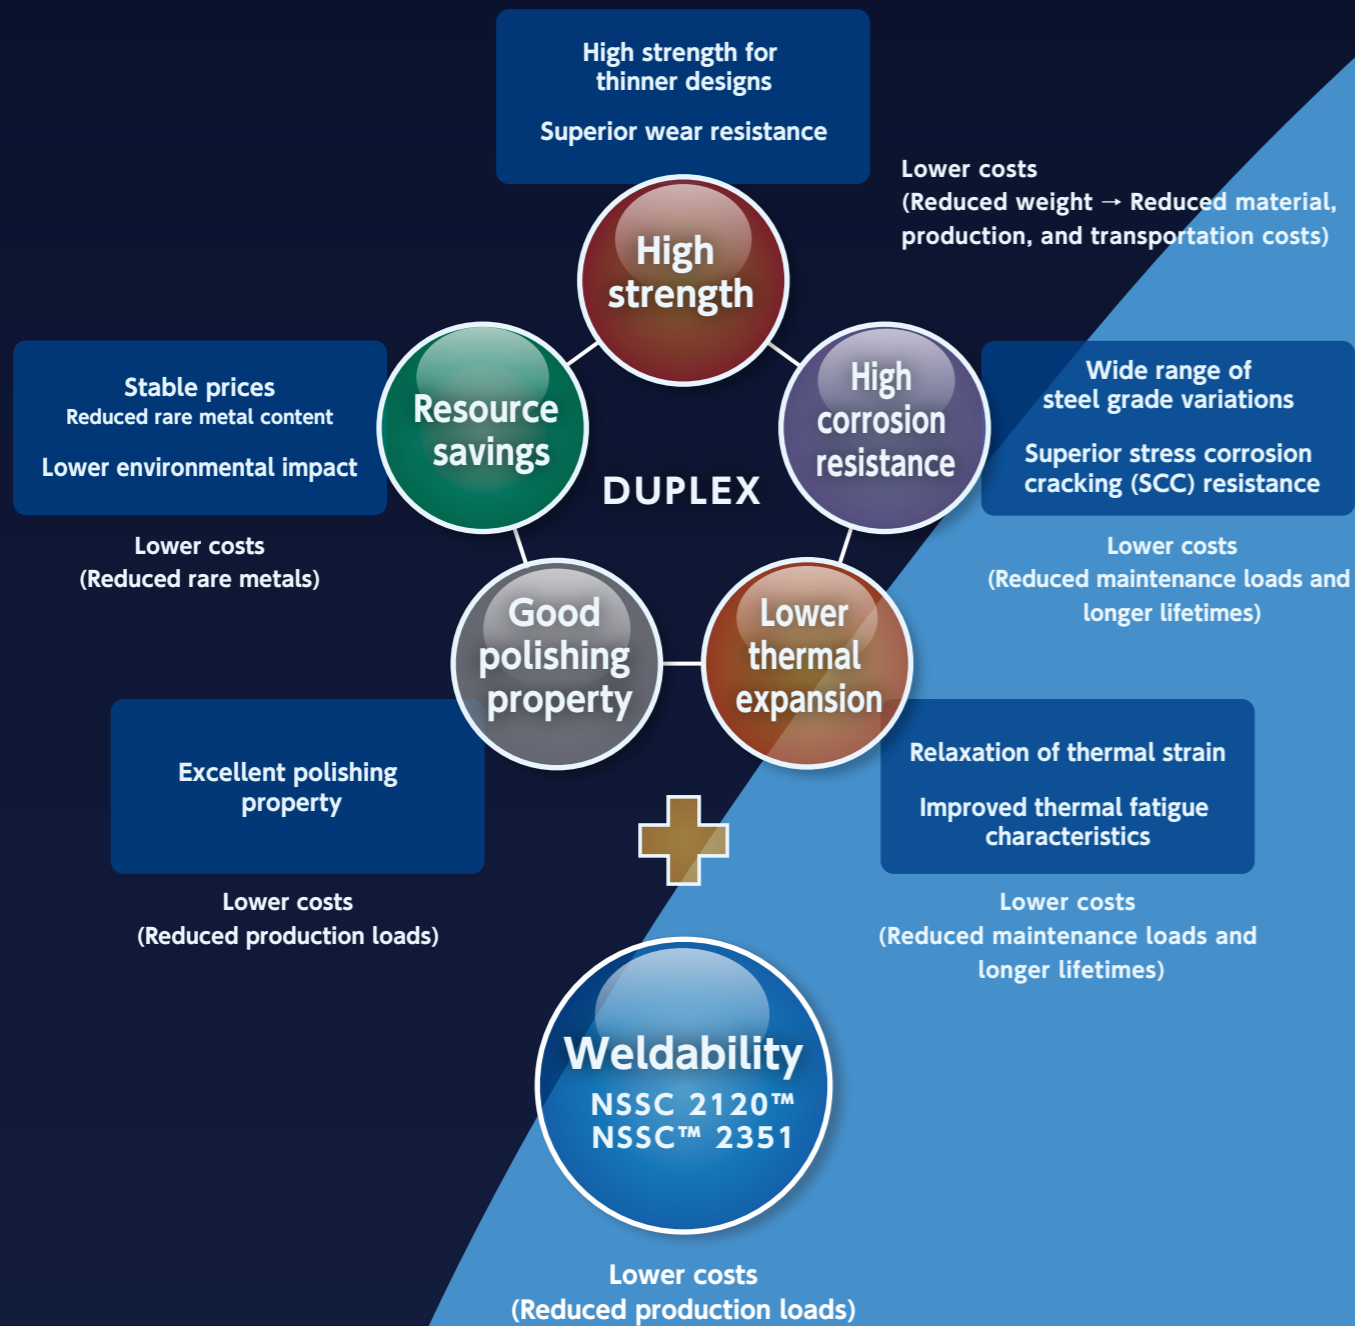 High strength for
thinner designs
Superior wear resistance
Lower costs
(Reduced weight → Reduced material,
production, and transportation costs)
High
strength
Stable prices
Reduced rare metal content
Lower environmental impact
Lower costs
(Reduced rare metals)
Resource
savings
DUPLEX
High
corrosion
resistance
Wide range of
steel grade variations
Superior stress corrosion
cracking (SCC) resistance
Lower costs
(Reduced maintenance loads and
longer lifetimes)
Good
polishing
property
Excellent polishing
property
Lower costs
(Reduced production loads)
Lower
thermal
expansion
Relaxation of thermal strain
Improved thermal fatigue
characteristics
Lower costs
(Reduced maintenance loads and
longer lifetimes)
Weldability
NSSC 2120™
NSSC™ 2351
Lower costs
(Reduced production loads)